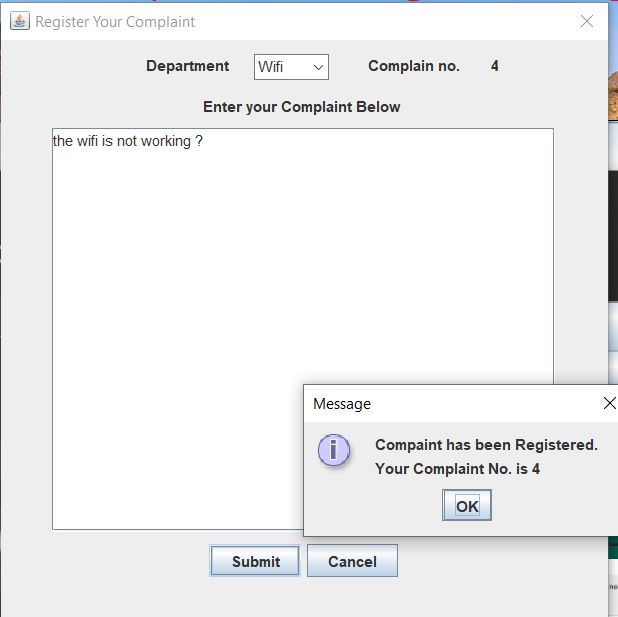 Register Your Complaint
Department Wifi Complain no. 4
Enter your Complaint Below
the wifi is not working ?
Message
Compaint has been Registered.
Your Complaint No. is 4
OK
Submit Cancel